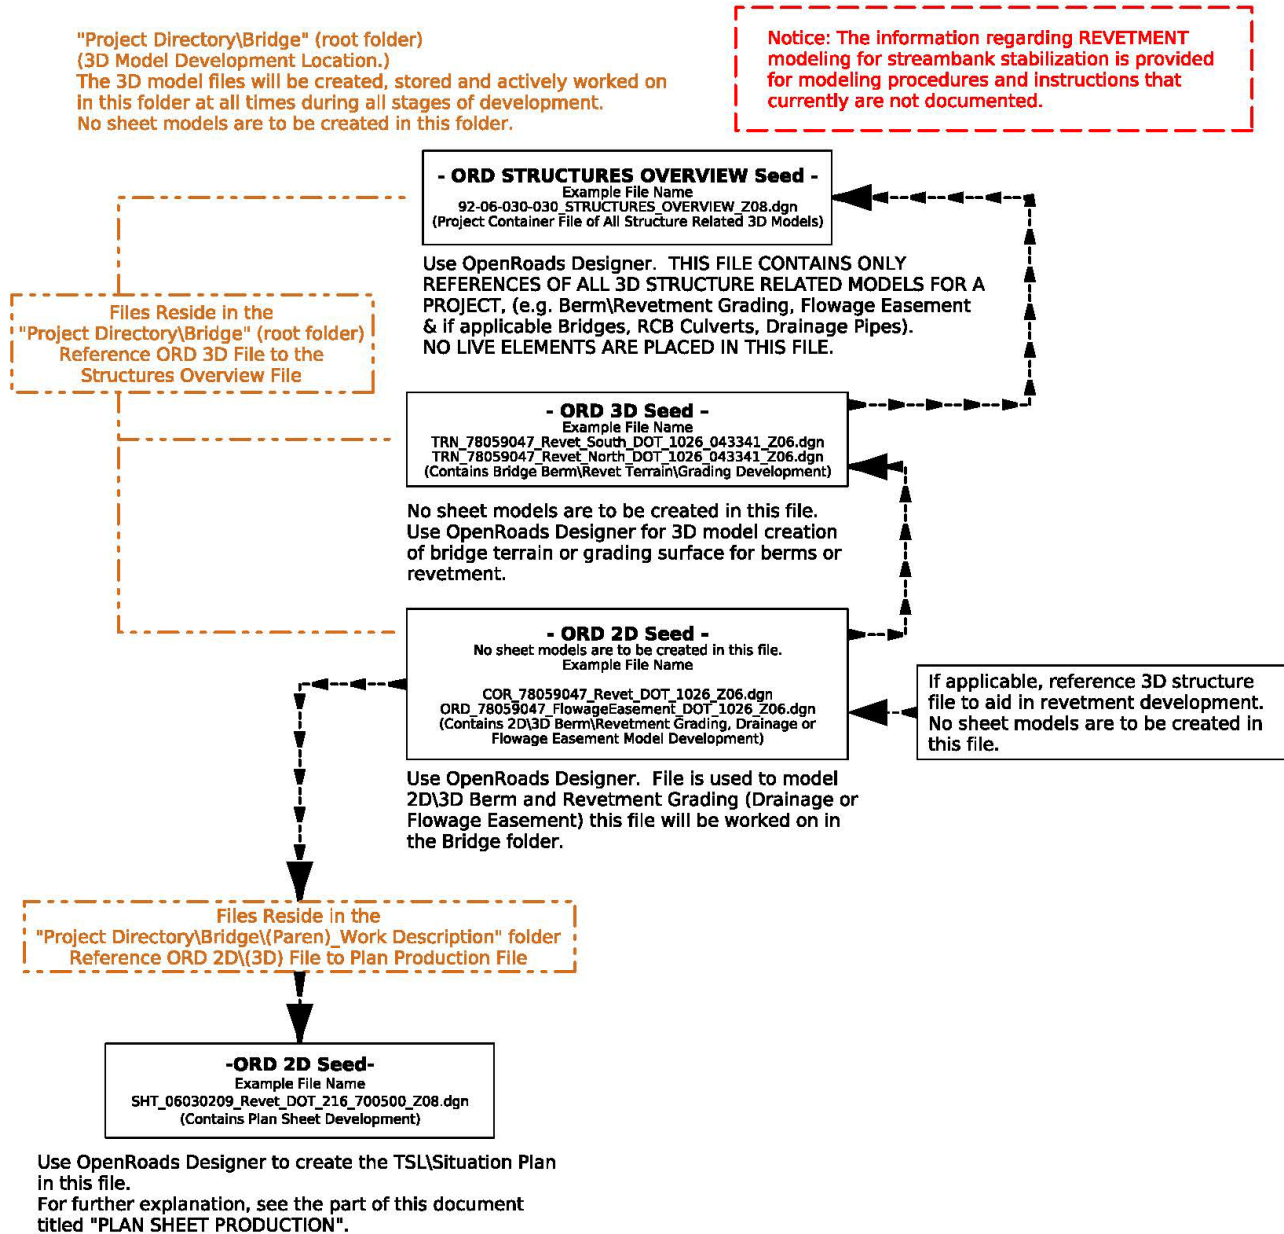 "Project Directory\Bridge" (root folder)
(3D Model Development Location.)
The 3D model files will be created, stored and actively worked on
in this folder at all times during all stages of development.
No sheet models are to be created in this folder.
Notice: The information regarding REVETMENT
modeling for streambank stabilization is provided
for modeling procedures and instructions that
currently are not documented.
- ORD STRUCTURES OVERVIEW Seed -
Example File Name
92-06-030-030_STRUCTURES_OVERVIEW_Z08.dgn
(Project Container File of All Structure Related 3D Models)
Use OpenRoads Designer.  THIS FILE CONTAINS ONLY
REFERENCES OF ALL 3D STRUCTURE RELATED MODELS FOR A
PROJECT, (e.g. Berm\Revetment Grading, Flowage Easement
& if applicable Bridges, RCB Culverts, Drainage Pipes).
NO LIVE ELEMENTS ARE PLACED IN THIS FILE.
Files Reside in the
"Project Directory\Bridge" (root folder)
Reference ORD 3D File to the
Structures Overview File
- ORD 3D Seed -
Example File Name
TRN_78059047_Revet_South_DOT_1026_043341_Z06.dgn
TRN_78059047_Revet_North_DOT_1026_043341_Z06.dgn
(Contains Bridge Berm\Revet Terrain\Grading Development)
No sheet models are to be created in this file.
Use OpenRoads Designer for 3D model creation
of bridge terrain or grading surface for berms or
revetment.
- ORD 2D Seed -
No sheet models are to be created in this file.
Example File Name
COR_78059047_Revet_DOT_1026_Z06.dgn
ORD_78059047_FlowageEasement_DOT_1026_Z06.dgn
(Contains 2D\3D Berm\Revetment Grading, Drainage or
Flowage Easement Model Development)
If applicable, reference 3D structure
file to aid in revetment development.
No sheet models are to be created in
this file.
Use OpenRoads Designer.  File is used to model
2D\3D Berm and Revetment Grading (Drainage or
Flowage Easement) this file will be worked on in
the Bridge folder.
Files Reside in the
"Project Directory\Bridge\(Paren)_Work Description" folder
Reference ORD 2D\(3D) File to Plan Production File
-ORD 2D Seed-
Example File Name
SHT_06030209_Revet_DOT_216_700500_Z08.dgn
(Contains Plan Sheet Development)
Use OpenRoads Designer to create the TSL\Situation Plan
in this file.
For further explanation, see the part of this document
titled "PLAN SHEET PRODUCTION".